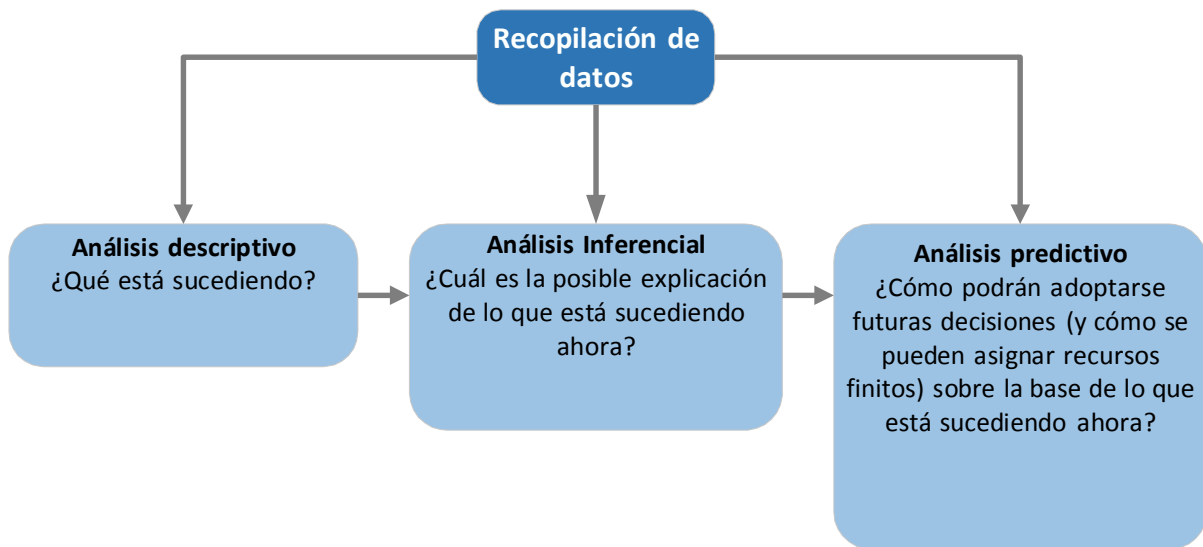 Recopilación de
datos
Análisis descriptivo
¿Qué está sucediendo?
Análisis Inferencial
¿Cuál es la posible explicación
de lo que está sucediendo
ahora?
Análisis predictivo
¿Cómo podrán adoptarse
futuras decisiones (y cómo se
pueden asignar recursos
finitos) sobre la base de lo que
está sucediendo ahora?